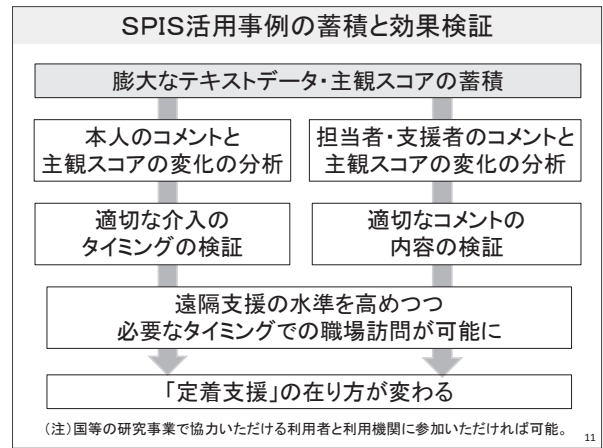 SPIS活用事例の蓄積と効果検証
膨大なテキストデータ・主観スコアの蓄積
本人のコメントと
主観スコアの変化の分析
担当者・支援者のコメントと
主観スコアの変化の分析
適切な介入の
タイミングの検証
適切なコメントの
内容の検証
遠隔支援の水準を高めつつ
必要なタイミングでの職場訪問が可能に
「定着支援」の在り方が変わる
(注)国等の研究事業で協力いただける利用者と利用機関に参加いただければ可能。
11